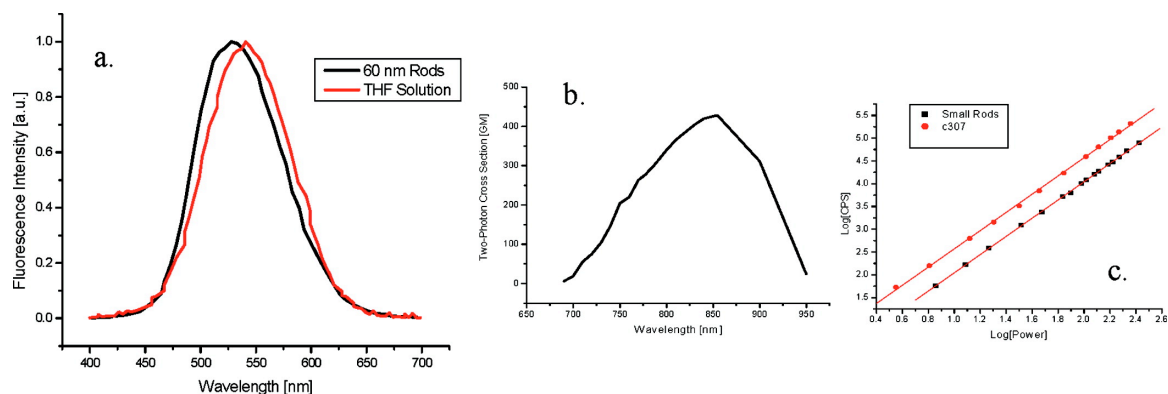 a.
60 nm Rods
THF Solution
Fluorescence Intensity [a.u.]
1.0
0.8
0.6
0.4
0.2
0.0
400 450 500 550 600 650 700
Wavelength [nm]
b.
Two-Photon Cross Section [GM]
500
400
300
200
100
0
650 700 750 800 850 900 950
Wavelength [nm]
Small Rods
c307
Log[CPS]
5.5
5.0
4.5
4.0
3.5
3.0
2.5
2.0
1.5
c.
0.4 0.6 0.8 1.0 1.2 1.4 1.6 1.8 2.0 2.2 2.4 2.6
Log[Power]